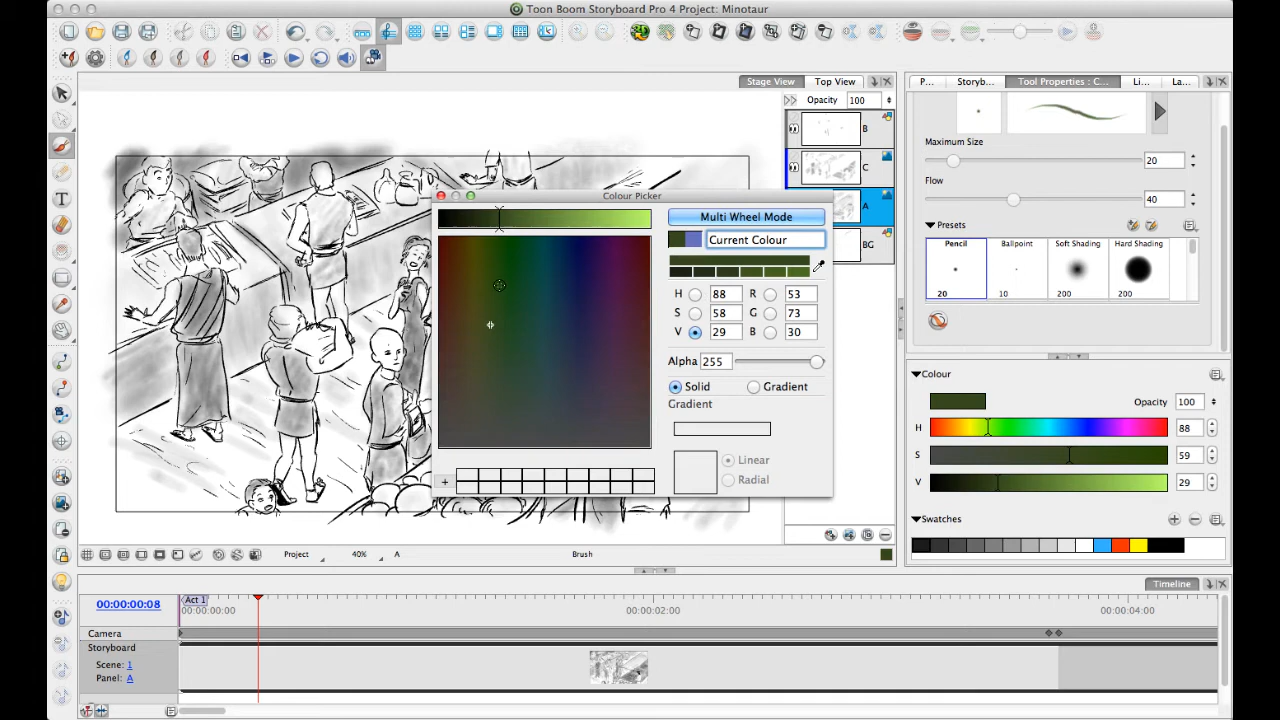 Toon Boom Storyboard Pro 4 Project: Minotaur
Stage View
Top View
P...
Storyb...
Tool Properties : C...
Li...
La...
Opacity 100
B
C
A
BG
Maximum Size
20
Flow
40
Presets
Pencil
Ballpoint
Soft Shading
Hard Shading
20
10
200
200
Colour Picker
Multi Wheel Mode
Current Colour
H 88 R 53
S 58 G 73
V 29 B 30
Alpha 255
Solid Gradient
Gradient
Linear
Radial
+
Colour
Opacity 100
H 88
S 59
V 29
Swatches
Project 40% A Brush
Timeline
00:00:00:08
Act 1
00:00:00:00 00:00:02:00 00:00:04:00
Camera
Storyboard
Scene: 1
Panel: A